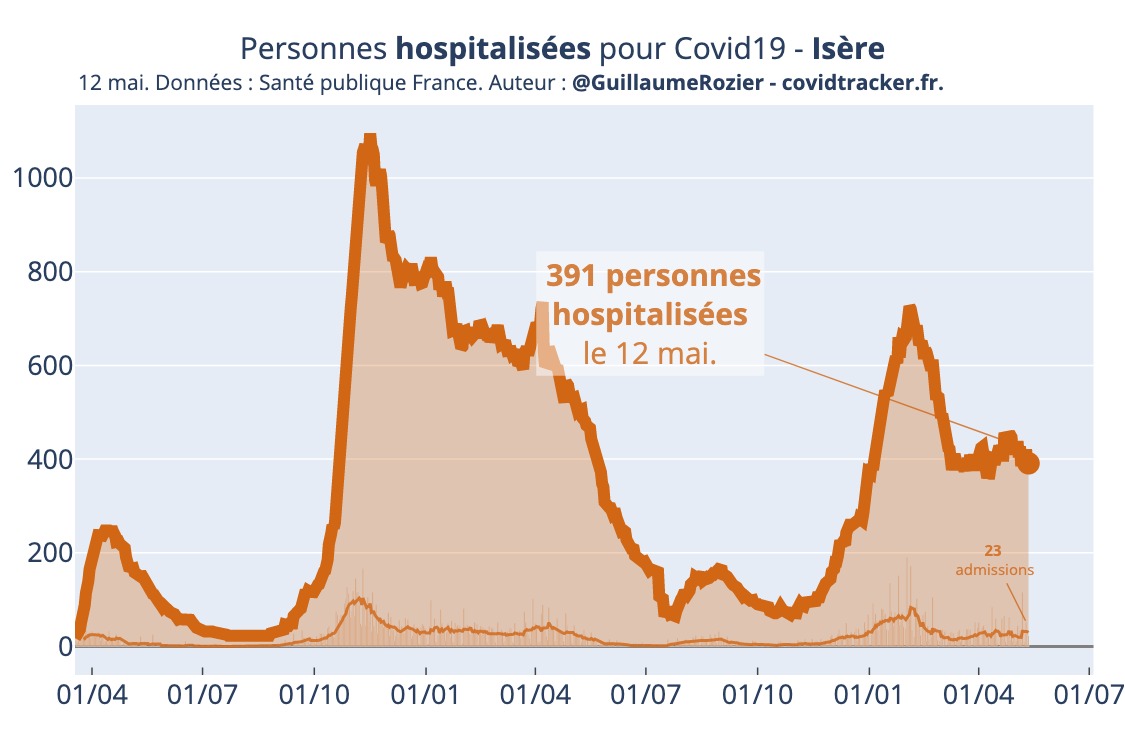 Personnes hospitalisées pour Covid19 - Isère
12 mai. Données : Santé publique France. Auteur : @GuillaumeRozier - covidtracker.fr.
1000
800
600
400
200
0
391 personnes
hospitalisées
le 12 mai.
23
admissions
01/04 01/07 01/10 01/01 01/04 01/07 01/10 01/01 01/04 01/07